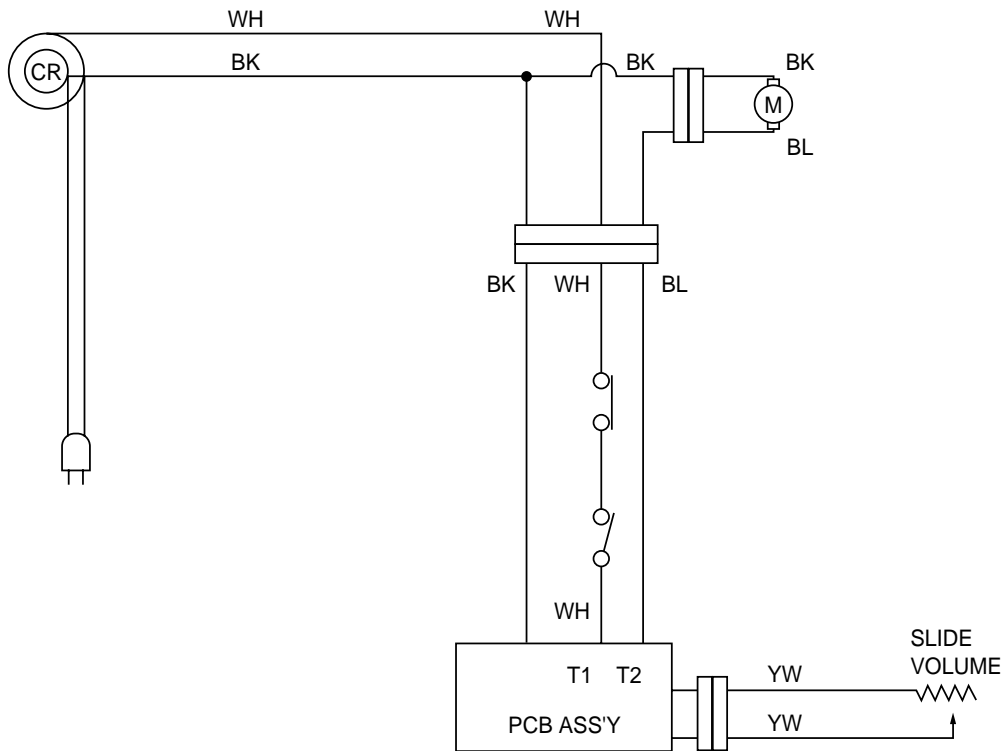 WH
WH
CR
BK
BK
BK
M
BL
BK
WH
BL
WH
SLIDE
VOLUME
T1
T2
YW
PCB ASS'Y
YW